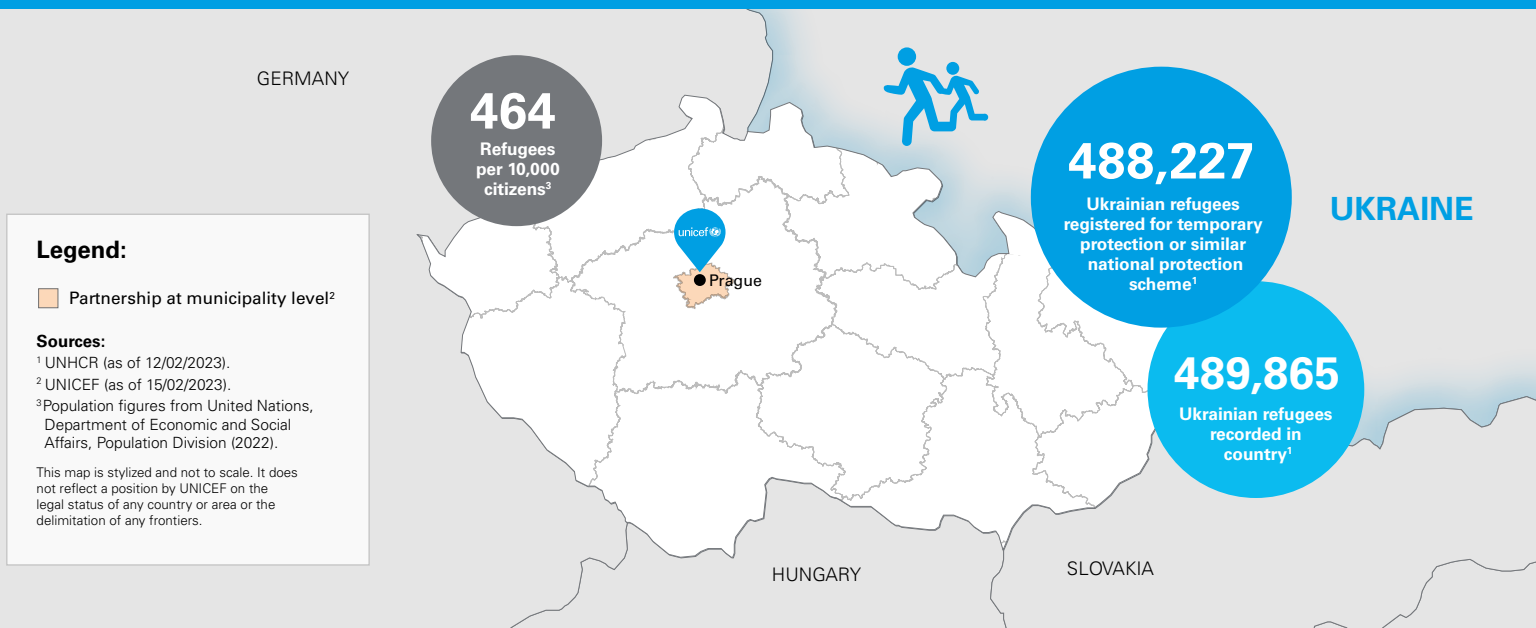 GERMANY
464
Refugees
per 10,000
citizens³
488,227
Ukrainian refugees
registered for temporary
protection or similar
national protection
scheme¹
UKRAINE
489,865
Ukrainian refugees
recorded in
country¹
unicef
Prague
HUNGARY
SLOVAKIA
Legend:
Partnership at municipality level²
Sources:
¹ UNHCR (as of 12/02/2023).
² UNICEF (as of 15/02/2023).
³Population figures from United Nations,
Department of Economic and Social
Affairs, Population Division (2022).
This map is stylized and not to scale. It does
not reflect a position by UNICEF on the
legal status of any country or area or the
delimitation of any frontiers.